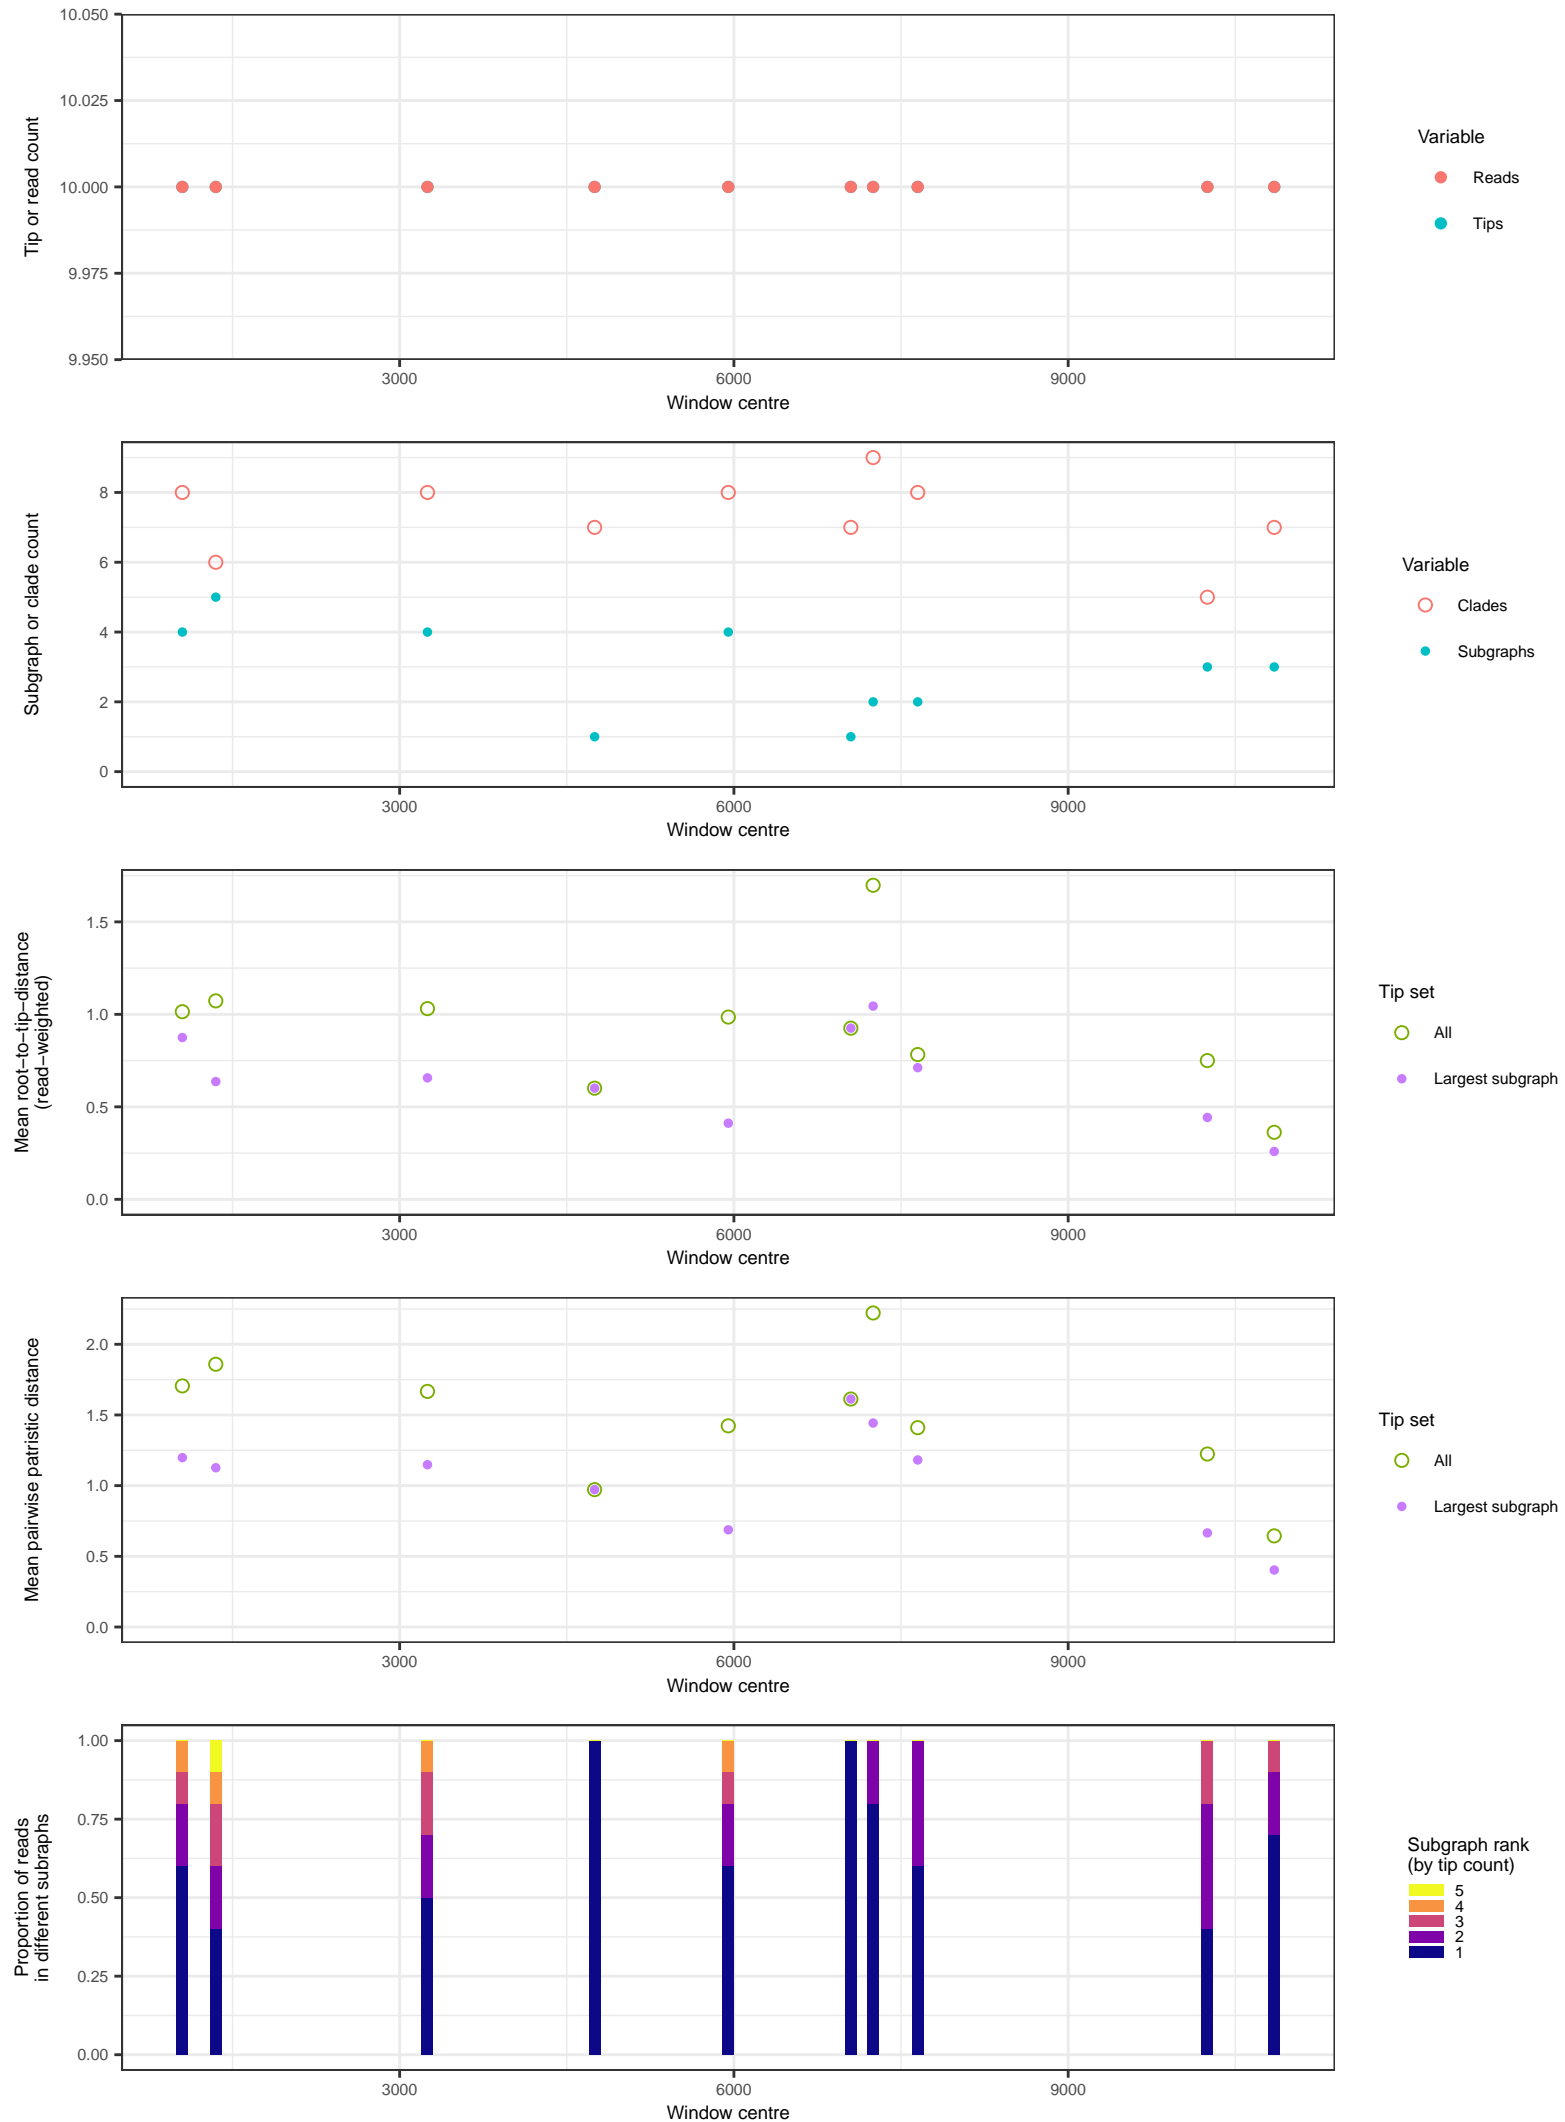 10.050
10.025
10.000
9.975
9.950
Tip or read count
3000
6000
9000
Window centre
Variable
Reads
Tips
8
6
4
2
0
Subgraph or clade count
3000
6000
9000
Window centre
Variable
Clades
Subgraphs
1.5
1.0
0.5
0.0
Mean root−to−tip−distance
(read−weighted)
3000
6000
9000
Window centre
Tip set
All
Largest subgraph
2.0
1.5
1.0
0.5
0.0
Mean pairwise patristic distance
3000
6000
9000
Window centre
Tip set
All
Largest subgraph
1.00
0.75
0.50
0.25
0.00
Proportion of reads
in different subraphs
3000
6000
9000
Window centre
Subgraph rank
(by tip count)
5
4
3
2
1